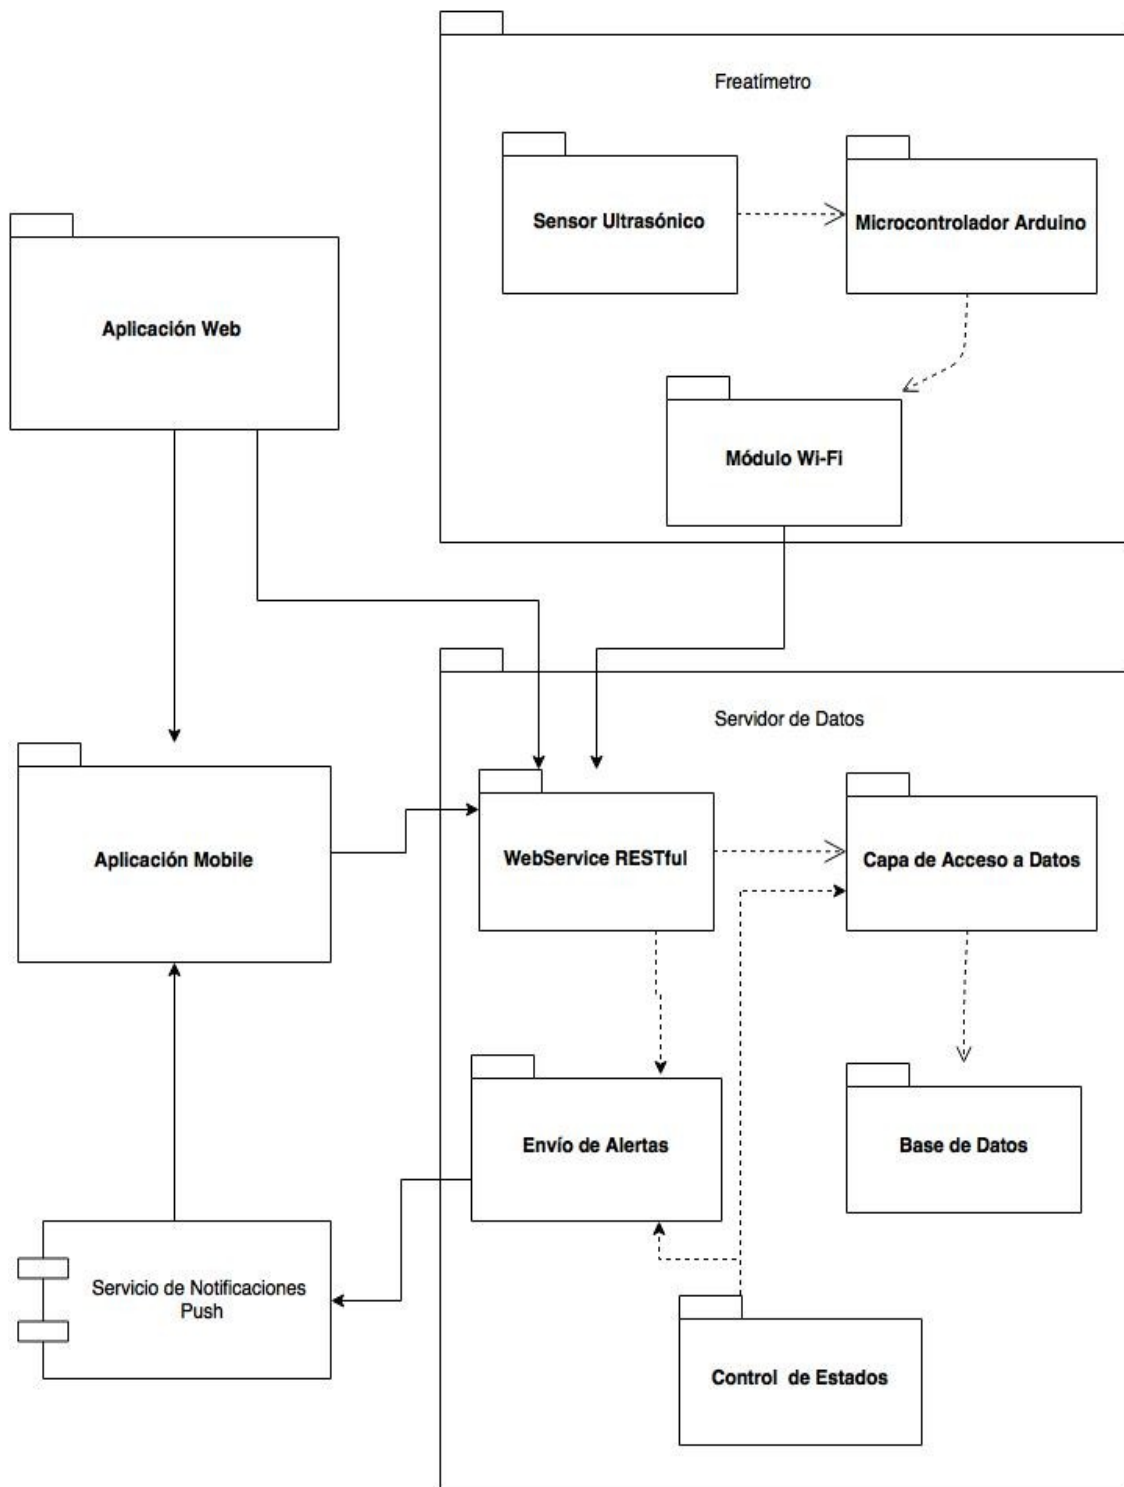 Freatímetro
Sensor Ultrasónico
Microcontrolador Arduino
Aplicación Web
Módulo Wi-Fi
Servidor de Datos
Aplicación Mobile
WebService RESTful
Capa de Acceso a Datos
Envío de Alertas
Base de Datos
Servicio de Notificaciones
Push
Control de Estados